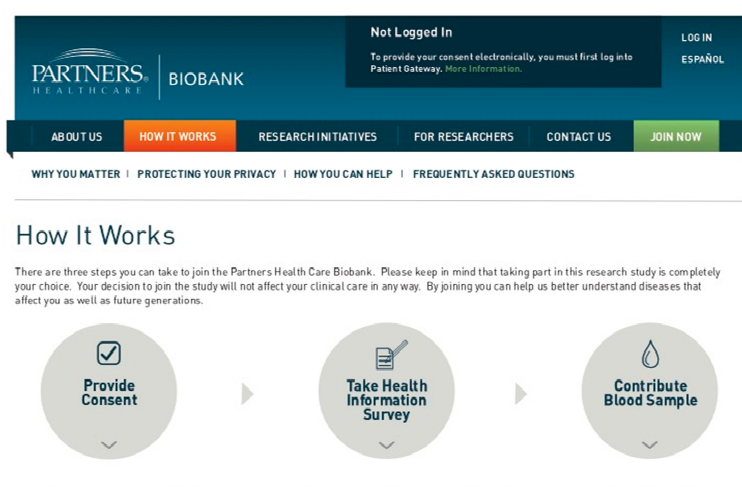 Not Logged In
LOG IN
To provide your consent electronically, you must first log into
Patient Gateway. More Information.
ESPAÑOL
PARTNERS®
HEALTHCARE
BIOBANK
ABOUT US HOW IT WORKS RESEARCH INITIATIVES FOR RESEARCHERS CONTACT US JOIN NOW
WHY YOU MATTER | PROTECTING YOUR PRIVACY | HOW YOU CAN HELP | FREQUENTLY ASKED QUESTIONS
How It Works
There are three steps you can take to join the Partners Health Care Biobank. Please keep in mind that taking part in this research study is completely
your choice. Your decision to join the study will not affect your clinical care in any way. By joining you can help us better understand diseases that
affect you as well as future generations.
Provide
Consent
Take Health
Information
Survey
Contribute
Blood Sample